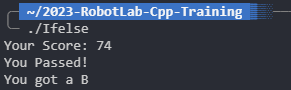 ~/2023-RobotLab-Cpp-Training
./Ifelse
Your Score: 74
You Passed!
You got a B